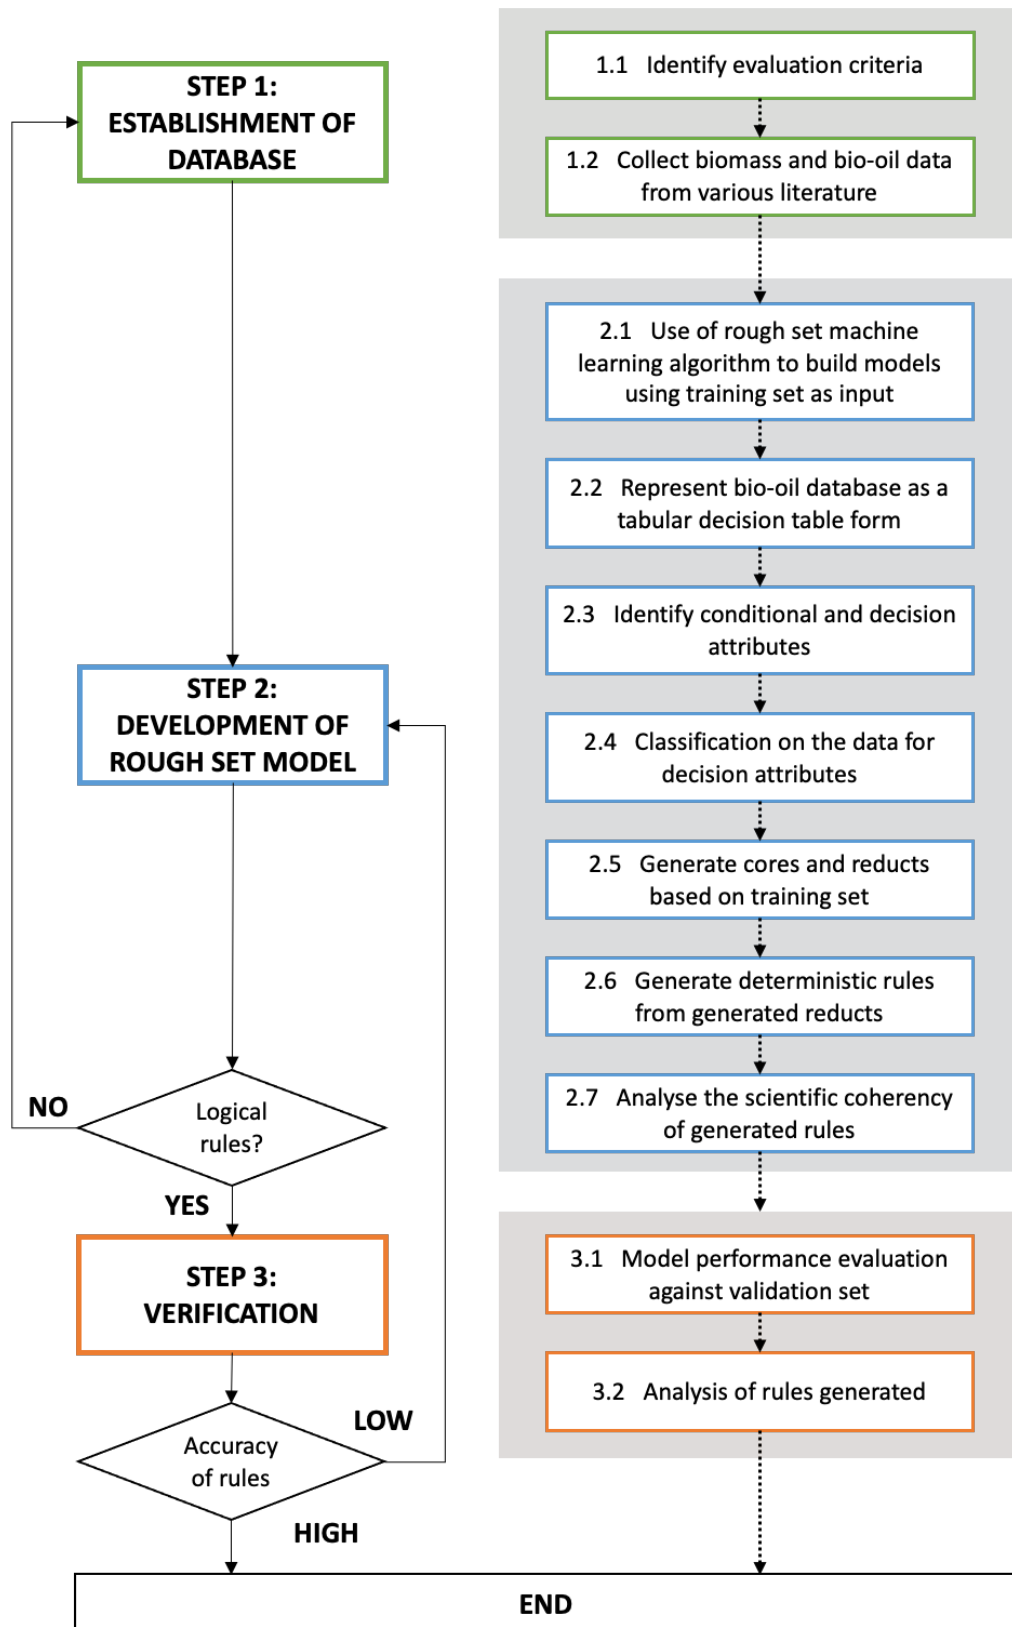 STEP 1:
ESTABLISHMENT OF
DATABASE
STEP 2:
DEVELOPMENT OF
ROUGH SET MODEL
NO
Logical
rules?
YES
STEP 3:
VERIFICATION
LOW
Accuracy
of rules
HIGH
1.1 Identify evaluation criteria
1.2 Collect biomass and bio-oil data
from various literature
2.1 Use of rough set machine
learning algorithm to build models
using training set as input
2.2 Represent bio-oil database as a
tabular decision table form
2.3 Identify conditional and decision
attributes
2.4 Classification on the data for
decision attributes
2.5 Generate cores and reducts
based on training set
2.6 Generate deterministic rules
from generated reducts
2.7 Analyse the scientific coherency
of generated rules
3.1 Model performance evaluation
against validation set
3.2 Analysis of rules generated
END